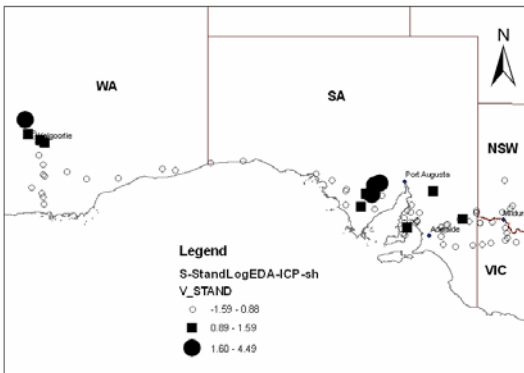 N
WA
SA
NSW
Port Augusta
Adelaide
VIC
Legend
S-StandLogEDA-ICP-sh
V_STAND
-1.59 - 0.88
0.89 - 1.59
1.60 - 4.49